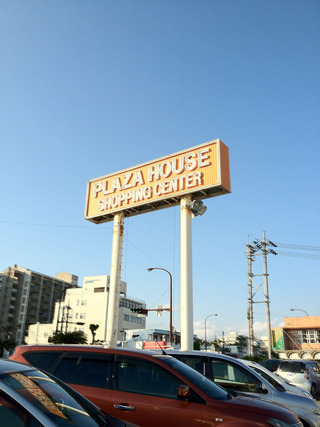 PLAZA HOUSE
SHOPPING CENTER